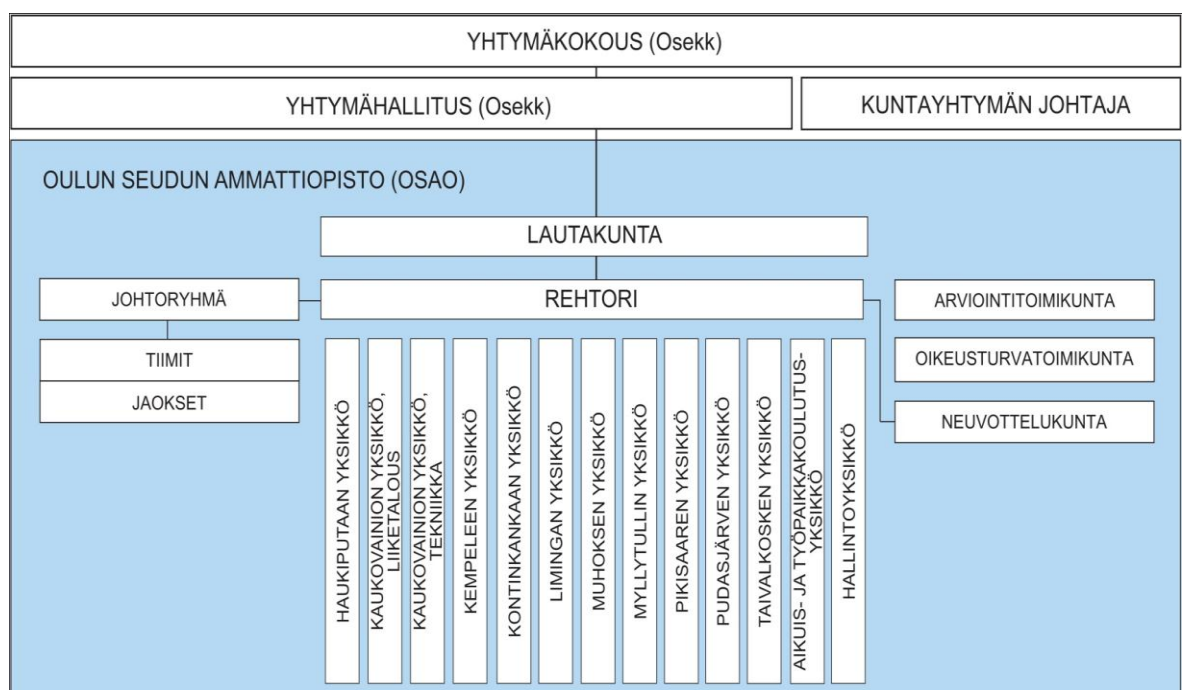 YHTYMÄKOKOUS (Osekk)
YHTYMÄHALLITUS (Osekk)
KUNTAYHTYMÄN JOHTAJA
OULUN SEUDUN AMMATTIOPISTO (OSAO)
LAUTAKUNTA
JOHTORYHMÄ
REHTORI
ARVIOINTITOIMIKUNTA
TIIMIT
OIKEUSTURVATOIMIKUNTA
JAOKSET
NEUVOTTELUKUNTA
HAUKIPUTAAN YKSIKKÖ
KAUKOVAINION YKSIKKÖ,
LIIKETALOUS
KAUKOVAINION YKSIKKÖ,
TEKNIIKKA
KEMPELEEN YKSIKKÖ
KONTINKANKAAN YKSIKKÖ
LIMINGAN YKSIKKÖ
MUHOKSEN YKSIKKÖ
MYLLYTULLIN YKSIKKÖ
PIKISAAREN YKSIKKÖ
PUDASJÄRVEN YKSIKKÖ
TAIVALKOSKEN YKSIKKÖ
AIKUIS- JA TYÖPAIKKAKOULUTUS-
YKSIKKÖ
HALLINTOYKSIKKÖ